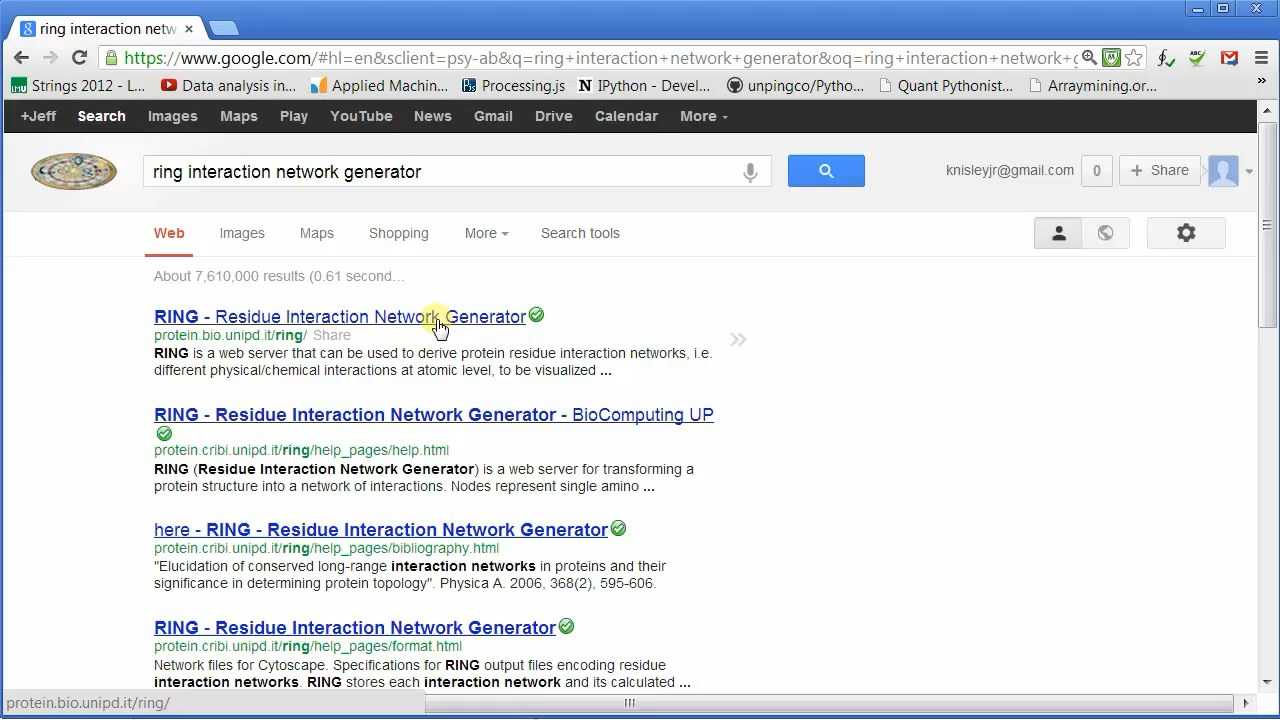 ring interaction netw
https://www.google.com/#hl=en&sclient=psy-ab&q=ring+interaction+network+generator&oq=ring+interaction+network+g
Strings 2012 - L... Data analysis in... Applied Machin... Processing.js IPython - Devel... unpingco/Pytho... Quant Pythonist... Arraymining.or...
+Jeff Search Images Maps Play YouTube News Gmail Drive Calendar More
ring interaction network generator
knisleyjr@gmail.com 0 + Share
Web Images Maps Shopping More Search tools
About 7,610,000 results (0.61 second...
RING - Residue Interaction Network Generator
protein.bio.unipd.it/ring/ Share
RING is a web server that can be used to derive protein residue interaction networks, i.e.
different physical/chemical interactions at atomic level, to be visualized ...
RING - Residue Interaction Network Generator - BioComputing UP
protein.cribi.unipd.it/ring/help_pages/help.html
RING (Residue Interaction Network Generator) is a web server for transforming a
protein structure into a network of interactions. Nodes represent single amino ...
here - RING - Residue Interaction Network Generator
protein.cribi.unipd.it/ring/help_pages/bibliography.html
"Elucidation of conserved long-range interaction networks in proteins and their
significance in determining protein topology". Physica A. 2006, 368(2), 595-606.
RING - Residue Interaction Network Generator
protein.cribi.unipd.it/ring/help_pages/format.html
Network files for Cytoscape. Specifications for RING output files encoding residue
interaction networks. RING stores each interaction network and its calculated ...
protein.bio.unipd.it/ring/